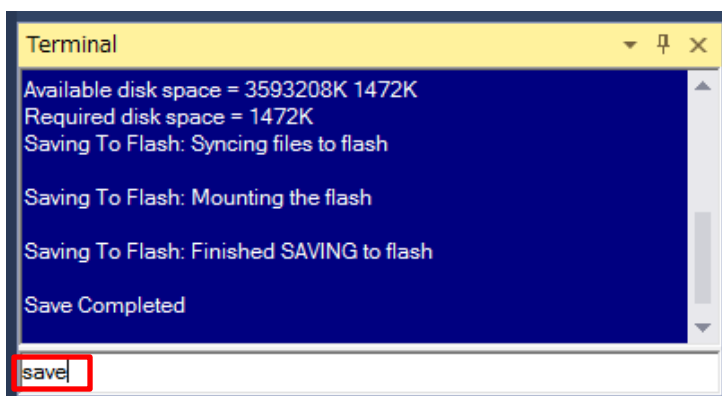 Terminal
Available disk space = 3593208K 1472K
Required disk space = 1472K
Saving To Flash: Syncing files to flash
Saving To Flash: Mounting the flash
Saving To Flash: Finished SAVING to flash
Save Completed
save